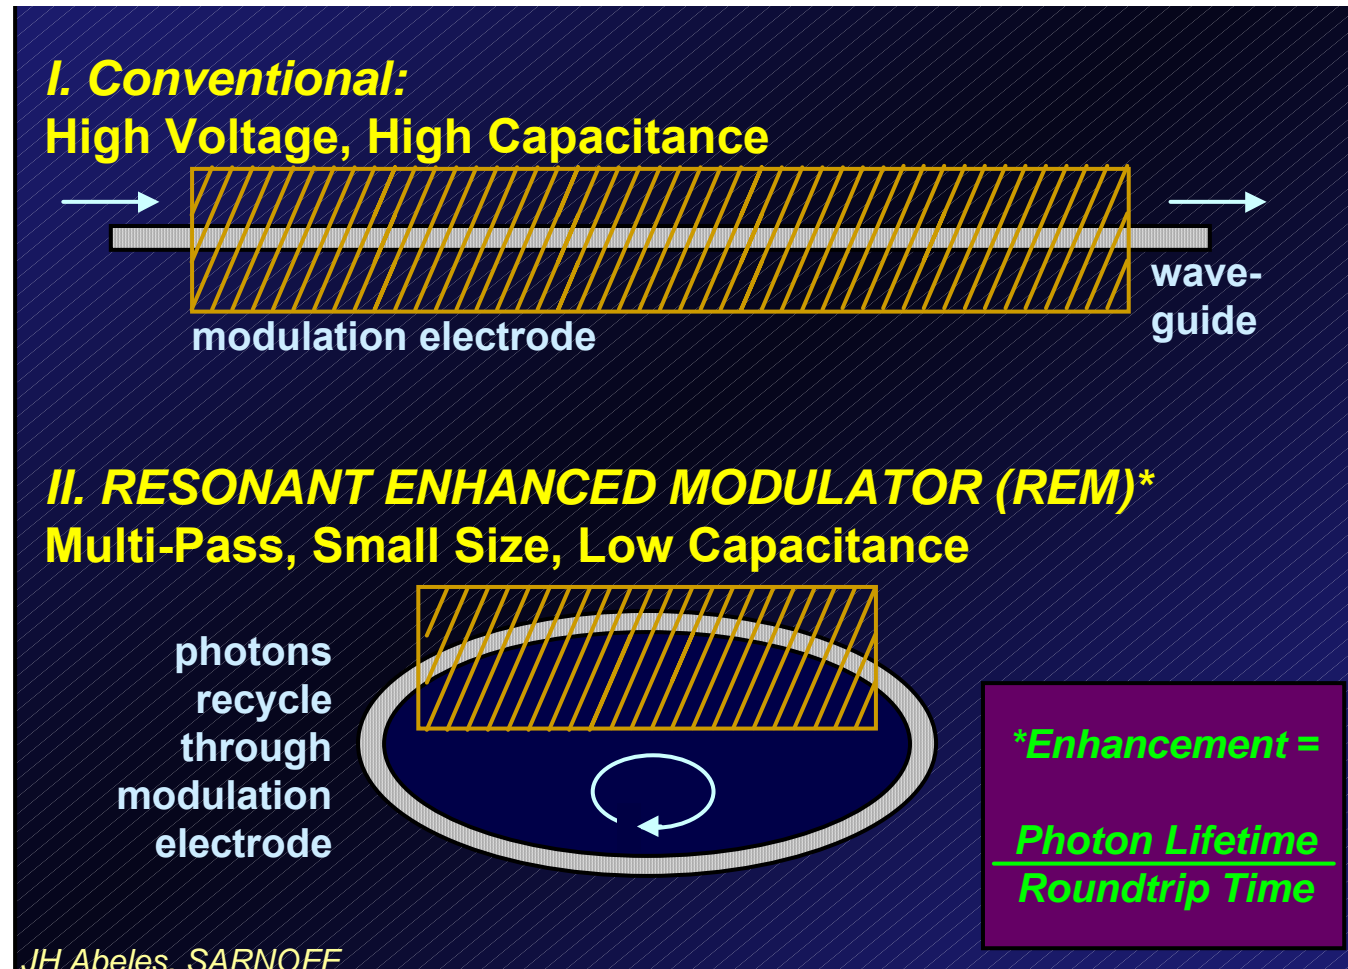 I. Conventional:
High Voltage, High Capacitance
wave-
guide
modulation electrode
II. RESONANT ENHANCED MODULATOR (REM)*
Multi-Pass, Small Size, Low Capacitance
photons
recycle
through
modulation
electrode
*Enhancement =
Photon Lifetime
Roundtrip Time
JH Abeles, SARNOFF